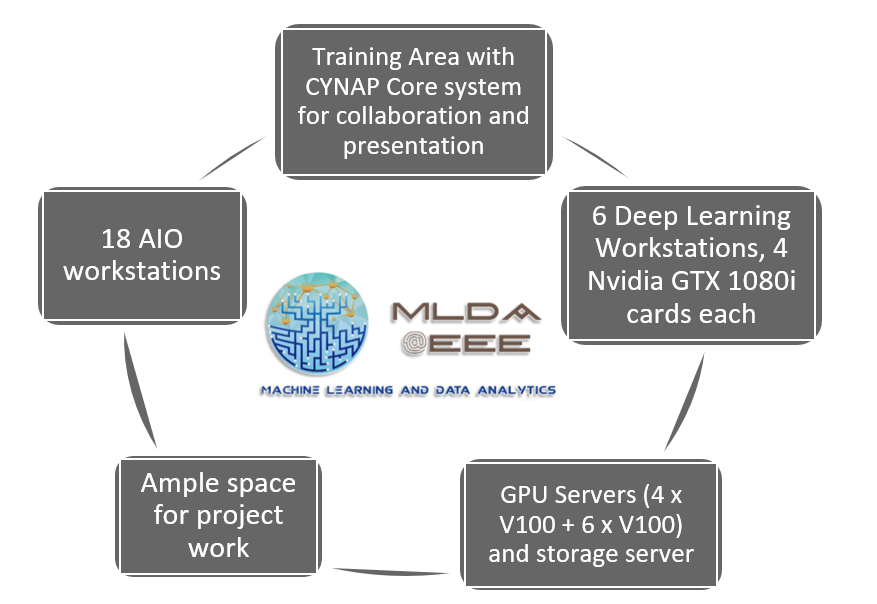 Training Area with
CYNAP Core system
for collaboration and
presentation
6 Deep Learning
Workstations, 4
Nvidia GTX 1080i
cards each
GPU Servers (4 x
V100 + 6 x V100)
and storage server
Ample space
for project
work
18 AIO
workstations
MLDA
@EEE
MACHINE LEARNING AND DATA ANALYTICS